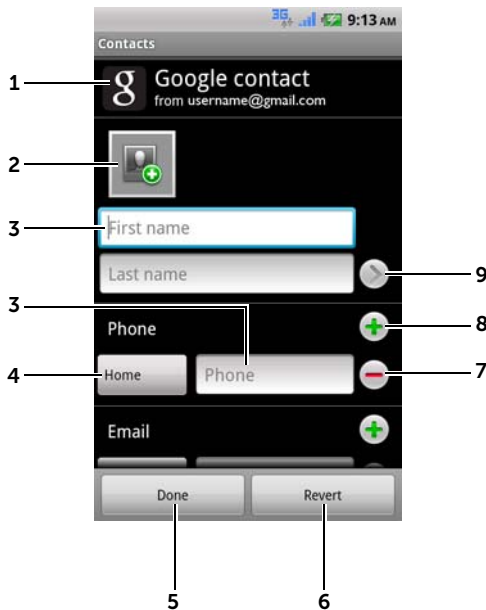 3G 9:13 AM
Contacts
1
g Google contact
from username@gmail.com
2
3 First name
Last name 9
3
Phone 8
4 Home Phone 7
Email
Done Revert
5 6